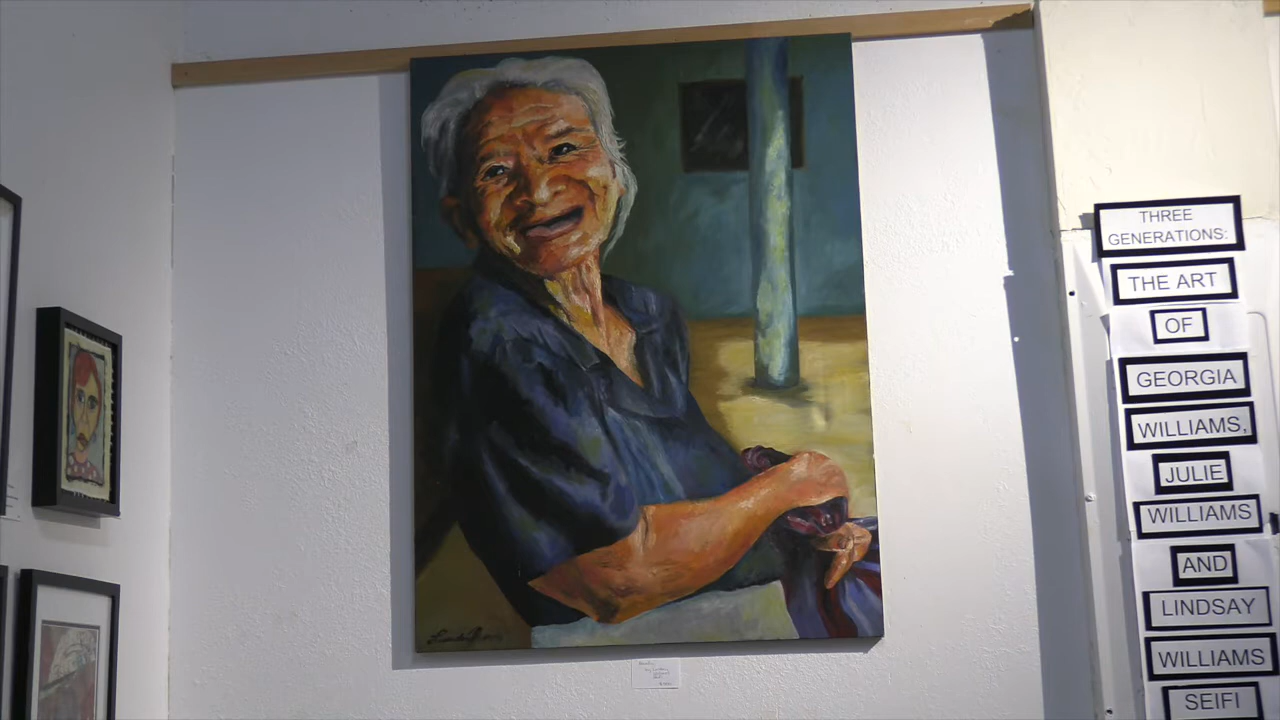 THREE
GENERATIONS:
THE ART
OF
GEORGIA
WILLIAMS,
JULIE
WILLIAMS
AND
LINDSAY
WILLIAMS
SEIFI